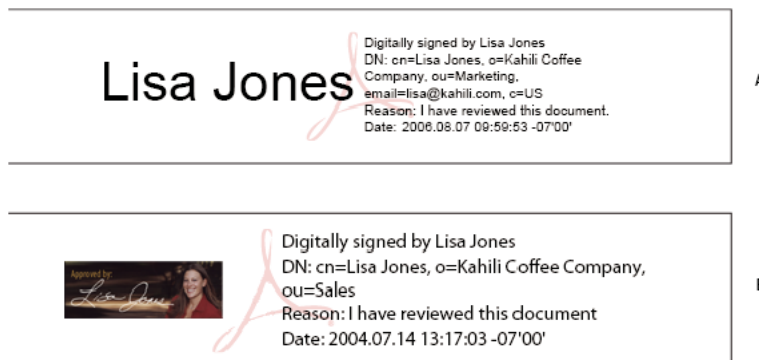 Lisa Jones
Digitally signed by Lisa Jones
DN: cn=Lisa Jones, o=Kahili Coffee
Company, ou=Marketing,
email=lisa@kahili.com, c=US
Reason: I have reviewed this document.
Date: 2006.08.07 09:59:53 -07'00'
Approved by:
Lisa Jones
Digitally signed by Lisa Jones
DN: cn=Lisa Jones, o=Kahili Coffee Company,
ou=Sales
Reason: I have reviewed this document
Date: 2004.07.14 13:17:03 -07'00'